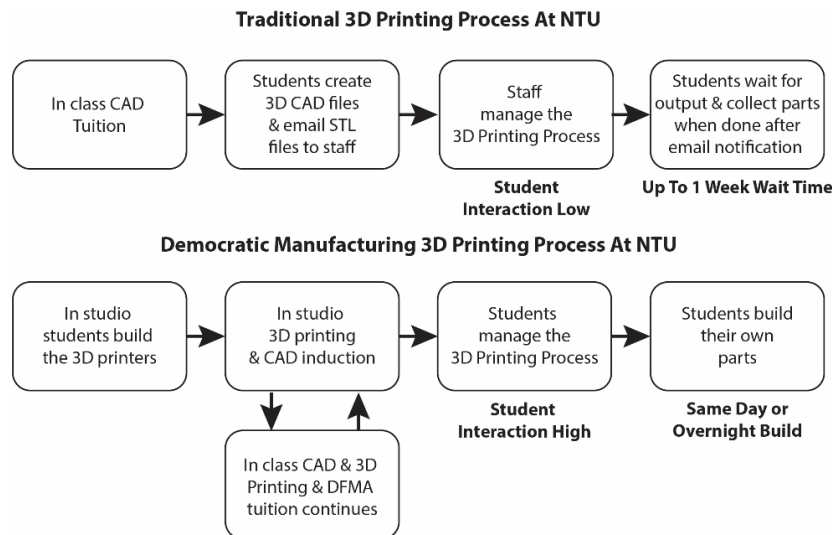 Traditional 3D Printing Process At NTU
In class CAD
Tuition
Students create
3D CAD files
& email STL
files to staff
Staff
manage the
3D Printing Process
Students wait for
output & collect parts
when done after
email notification
Student
Interaction Low
Up To 1 Week Wait Time
Democratic Manufacturing 3D Printing Process At NTU
In studio
students build
the 3D printers
In studio
3D printing
& CAD induction
Students
manage the
3D Printing Process
Students build
their own
parts
Student
Interaction High
Same Day or
Overnight Build
In class CAD & 3D
Printing & DFMA
tuition continues